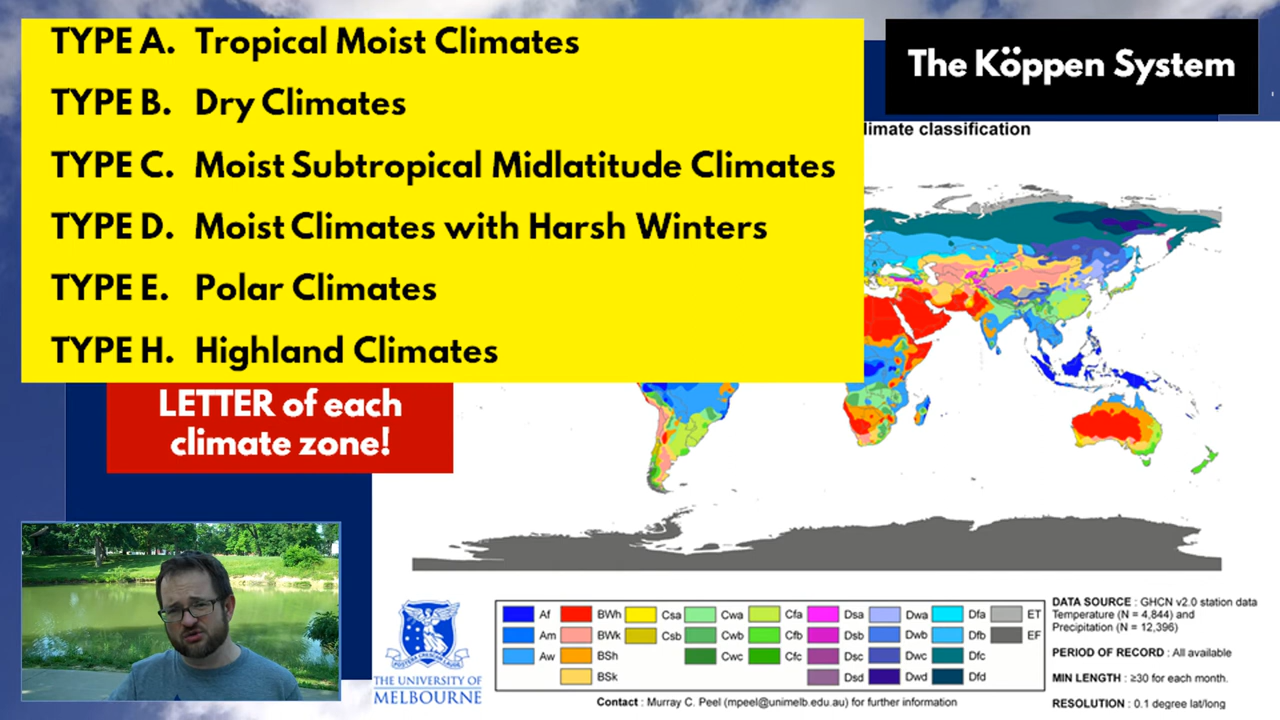 TYPE A. Tropical Moist Climates
TYPE B. Dry Climates
TYPE C. Moist Subtropical Midlatitude Climates
TYPE D. Moist Climates with Harsh Winters
TYPE E. Polar Climates
TYPE H. Highland Climates
The Köppen System
limate classification
LETTER of each
climate zone!
THE UNIVERSITY OF
MELBOURNE
Af BWh Csa Cwa Cfa Dsa Dwa Dfa ET
Am BWk Csb Cwb Cfb Dsb Dwb Dfb EF
Aw BSh Cwc Cfc Dsc Dwc Dfc
BSk Dsd Dwd Dfd
Contact : Murray C. Peel (mpeel@unimelb.edu.au) for further information
DATA SOURCE : GHCN v2.0 station data
Temperature (N = 4,844) and
Precipitation (N = 12,396)
PERIOD OF RECORD : All available
MIN LENGTH : ≥30 for each month.
RESOLUTION : 0.1 degree lat/long